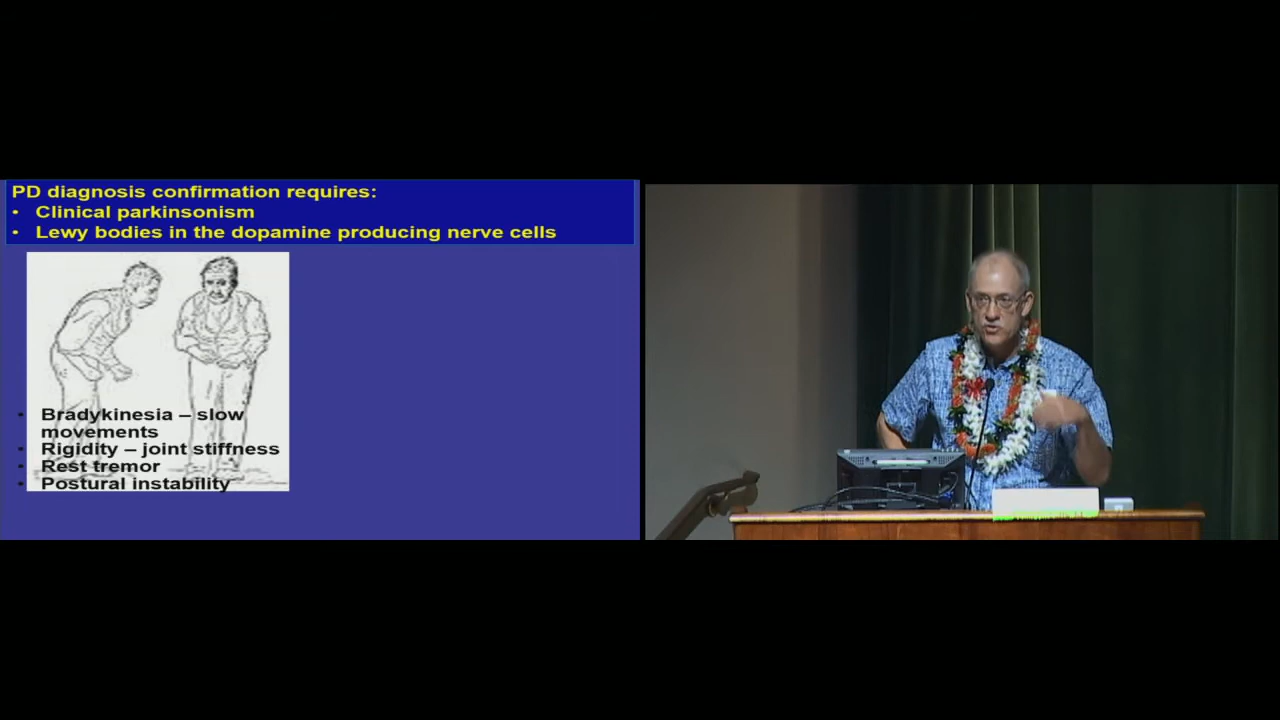 PD diagnosis confirmation requires:
• Clinical parkinsonism
• Lewy bodies in the dopamine producing nerve cells
• Bradykinesia – slow
movements
• Rigidity – joint stiffness
• Rest tremor
• Postural instability